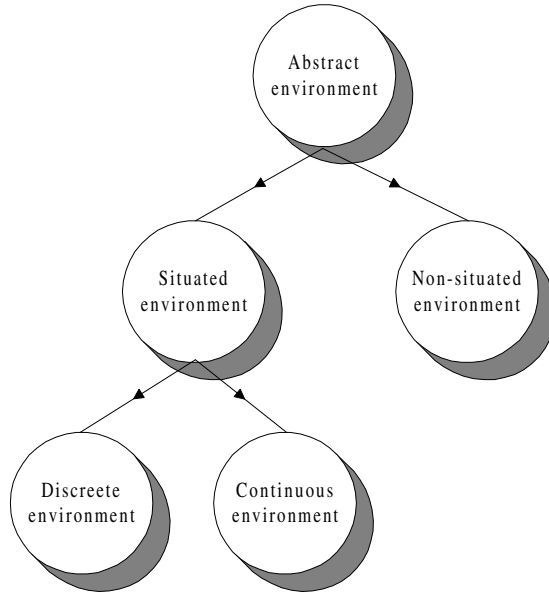 Abstract
environment
Situated
environment
Non-situated
environment
Discreete
environment
Continuous
environment